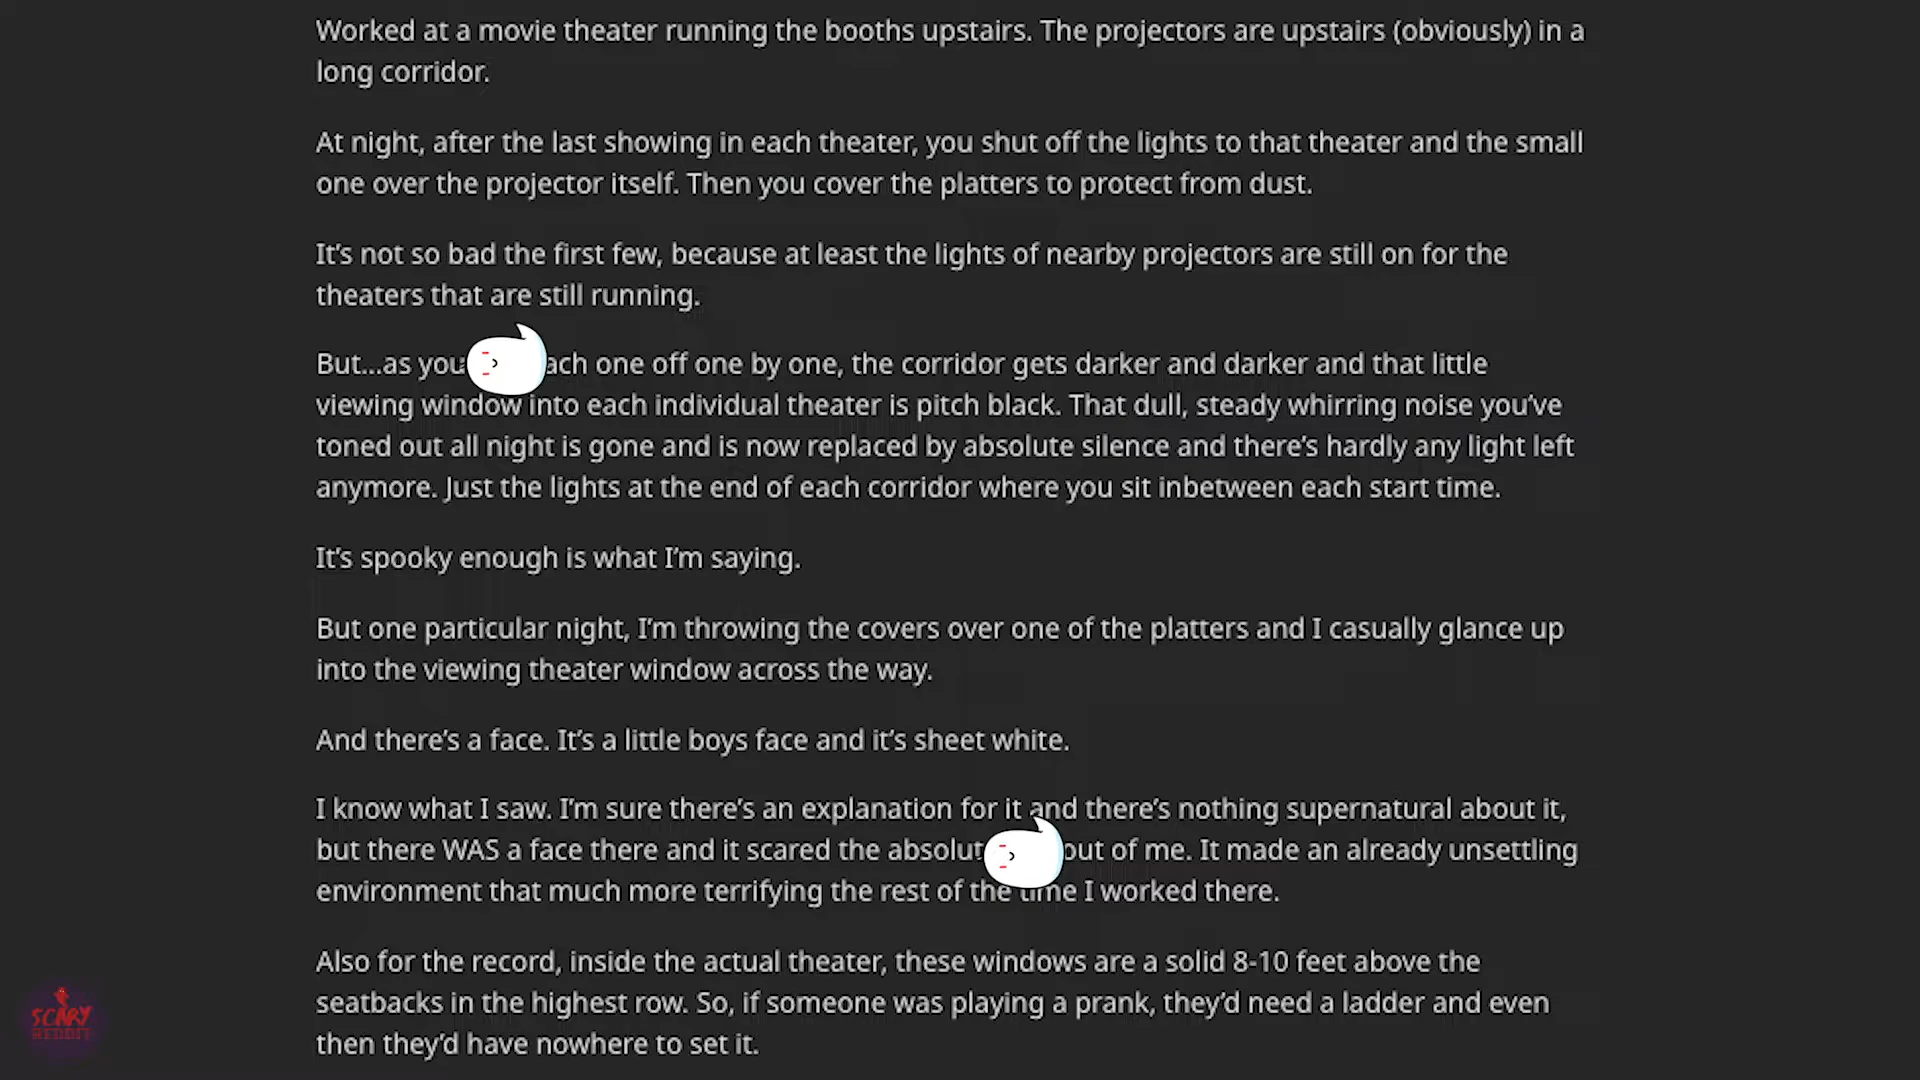 Worked at a movie theater running the booths upstairs. The projectors are upstairs (obviously) in a
long corridor.
At night, after the last showing in each theater, you shut off the lights to that theater and the small
one over the projector itself. Then you cover the platters to protect from dust.
It's not so bad the first few, because at least the lights of nearby projectors are still on for the
theaters that are still running.
But...as you one off one by one, the corridor gets darker and darker and that little
viewing window into each individual theater is pitch black. That dull, steady whirring noise you've
toned out all night is gone and is now replaced by absolute silence and there's hardly any light left
anymore. Just the lights at the end of each corridor where you sit inbetween each start time.
It's spooky enough is what I'm saying.
But one particular night, I'm throwing the covers over one of the platters and I casually glance up
into the viewing theater window across the way.
And there's a face. It's a little boys face and it's sheet white.
I know what I saw. I'm sure there's an explanation for it and there's nothing supernatural about it,
but there WAS a face there and it scared the out of me. It made an already unsettling
environment that much more terrifying the rest of the time I worked there.
Also for the record, inside the actual theater, these windows are a solid 8-10 feet above the
seatbacks in the highest row. So, if someone was playing a prank, they'd need a ladder and even
then they'd have nowhere to set it.
SCARY